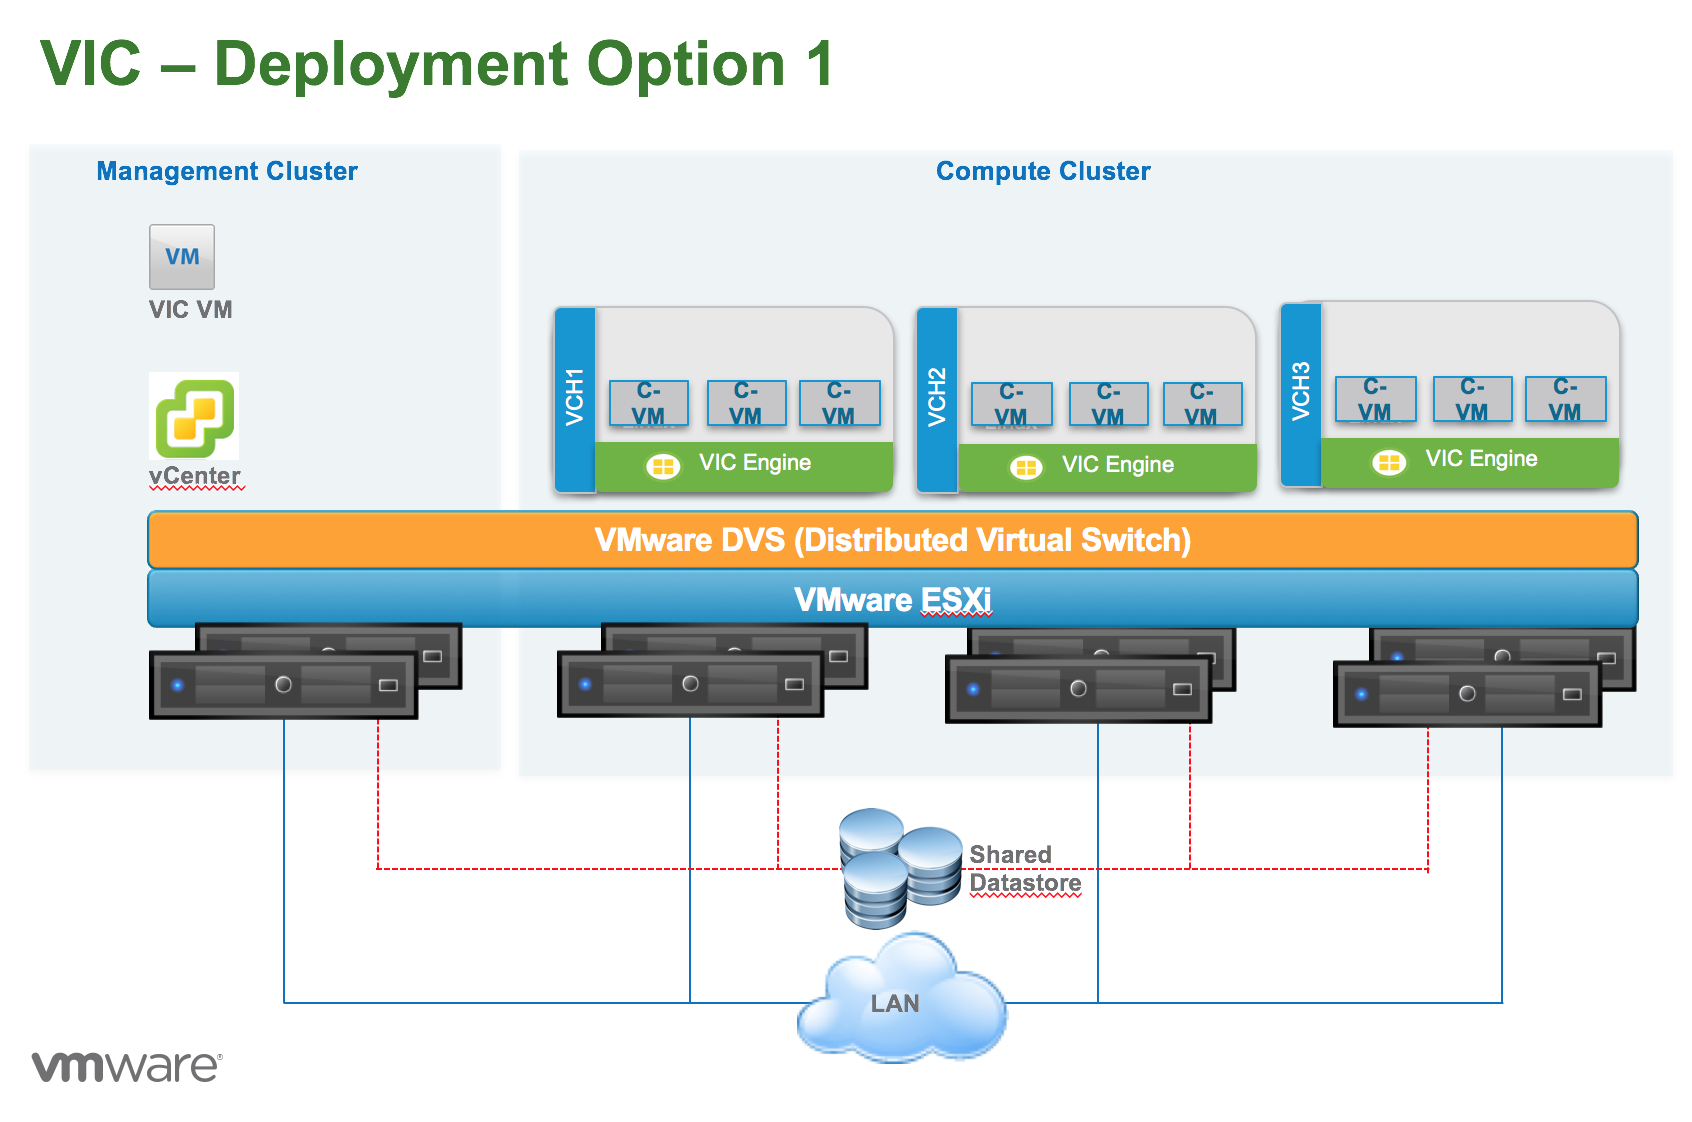 VIC – Deployment Option 1
Management Cluster
Compute Cluster
VM
VIC VM
vCenter
VCH1
C-
VM
C-
VM
C-
VM
VIC Engine
VCH2
C-
VM
C-
VM
C-
VM
VIC Engine
VCH3
C-
VM
C-
VM
C-
VM
VIC Engine
VMware DVS (Distributed Virtual Switch)
VMware ESXi
Shared
Datastore
LAN
vmware®